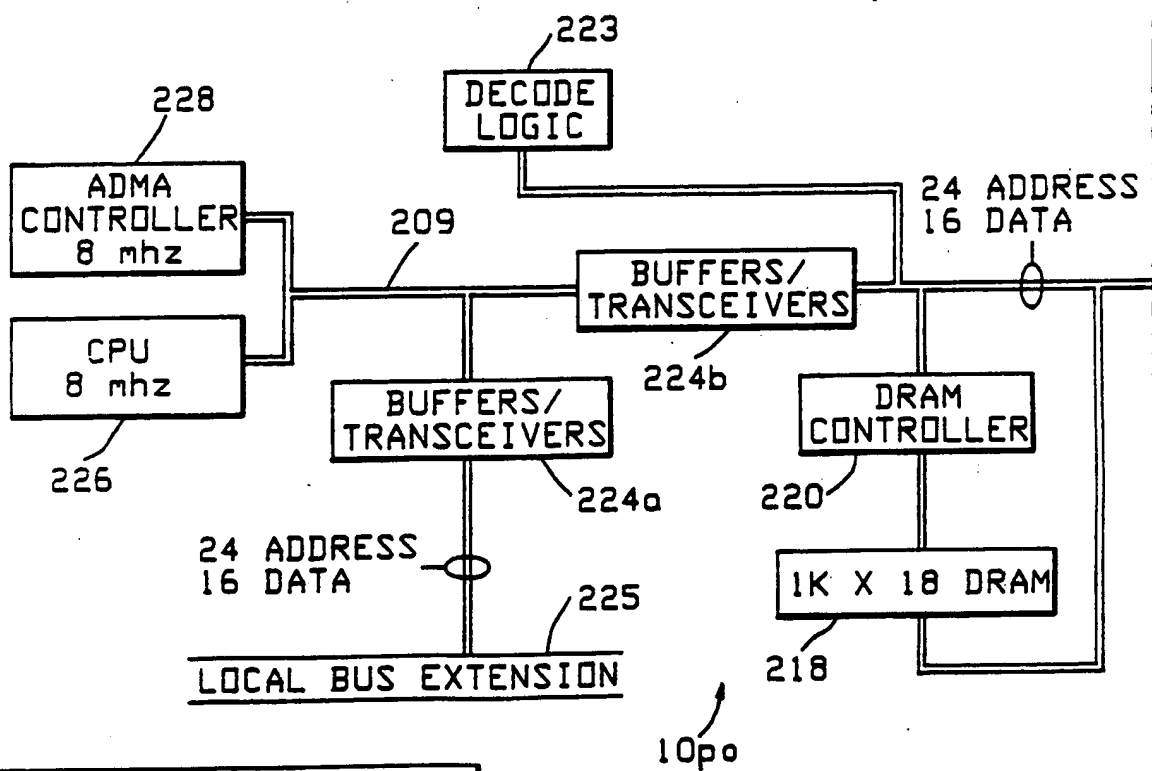 223
DECODE
LOGIC
228
ADMA
CONTROLLER
8 mhz
24 ADDRESS
16 DATA
209
BUFFERS/
TRANSCEIVERS
CPU
8 mhz
224b
BUFFERS/
TRANSCEIVERS
DRAM
CONTROLLER
226
224a
220
24 ADDRESS
16 DATA
1K X 18 DRAM
225
218
LOCAL BUS EXTENSION
10pa